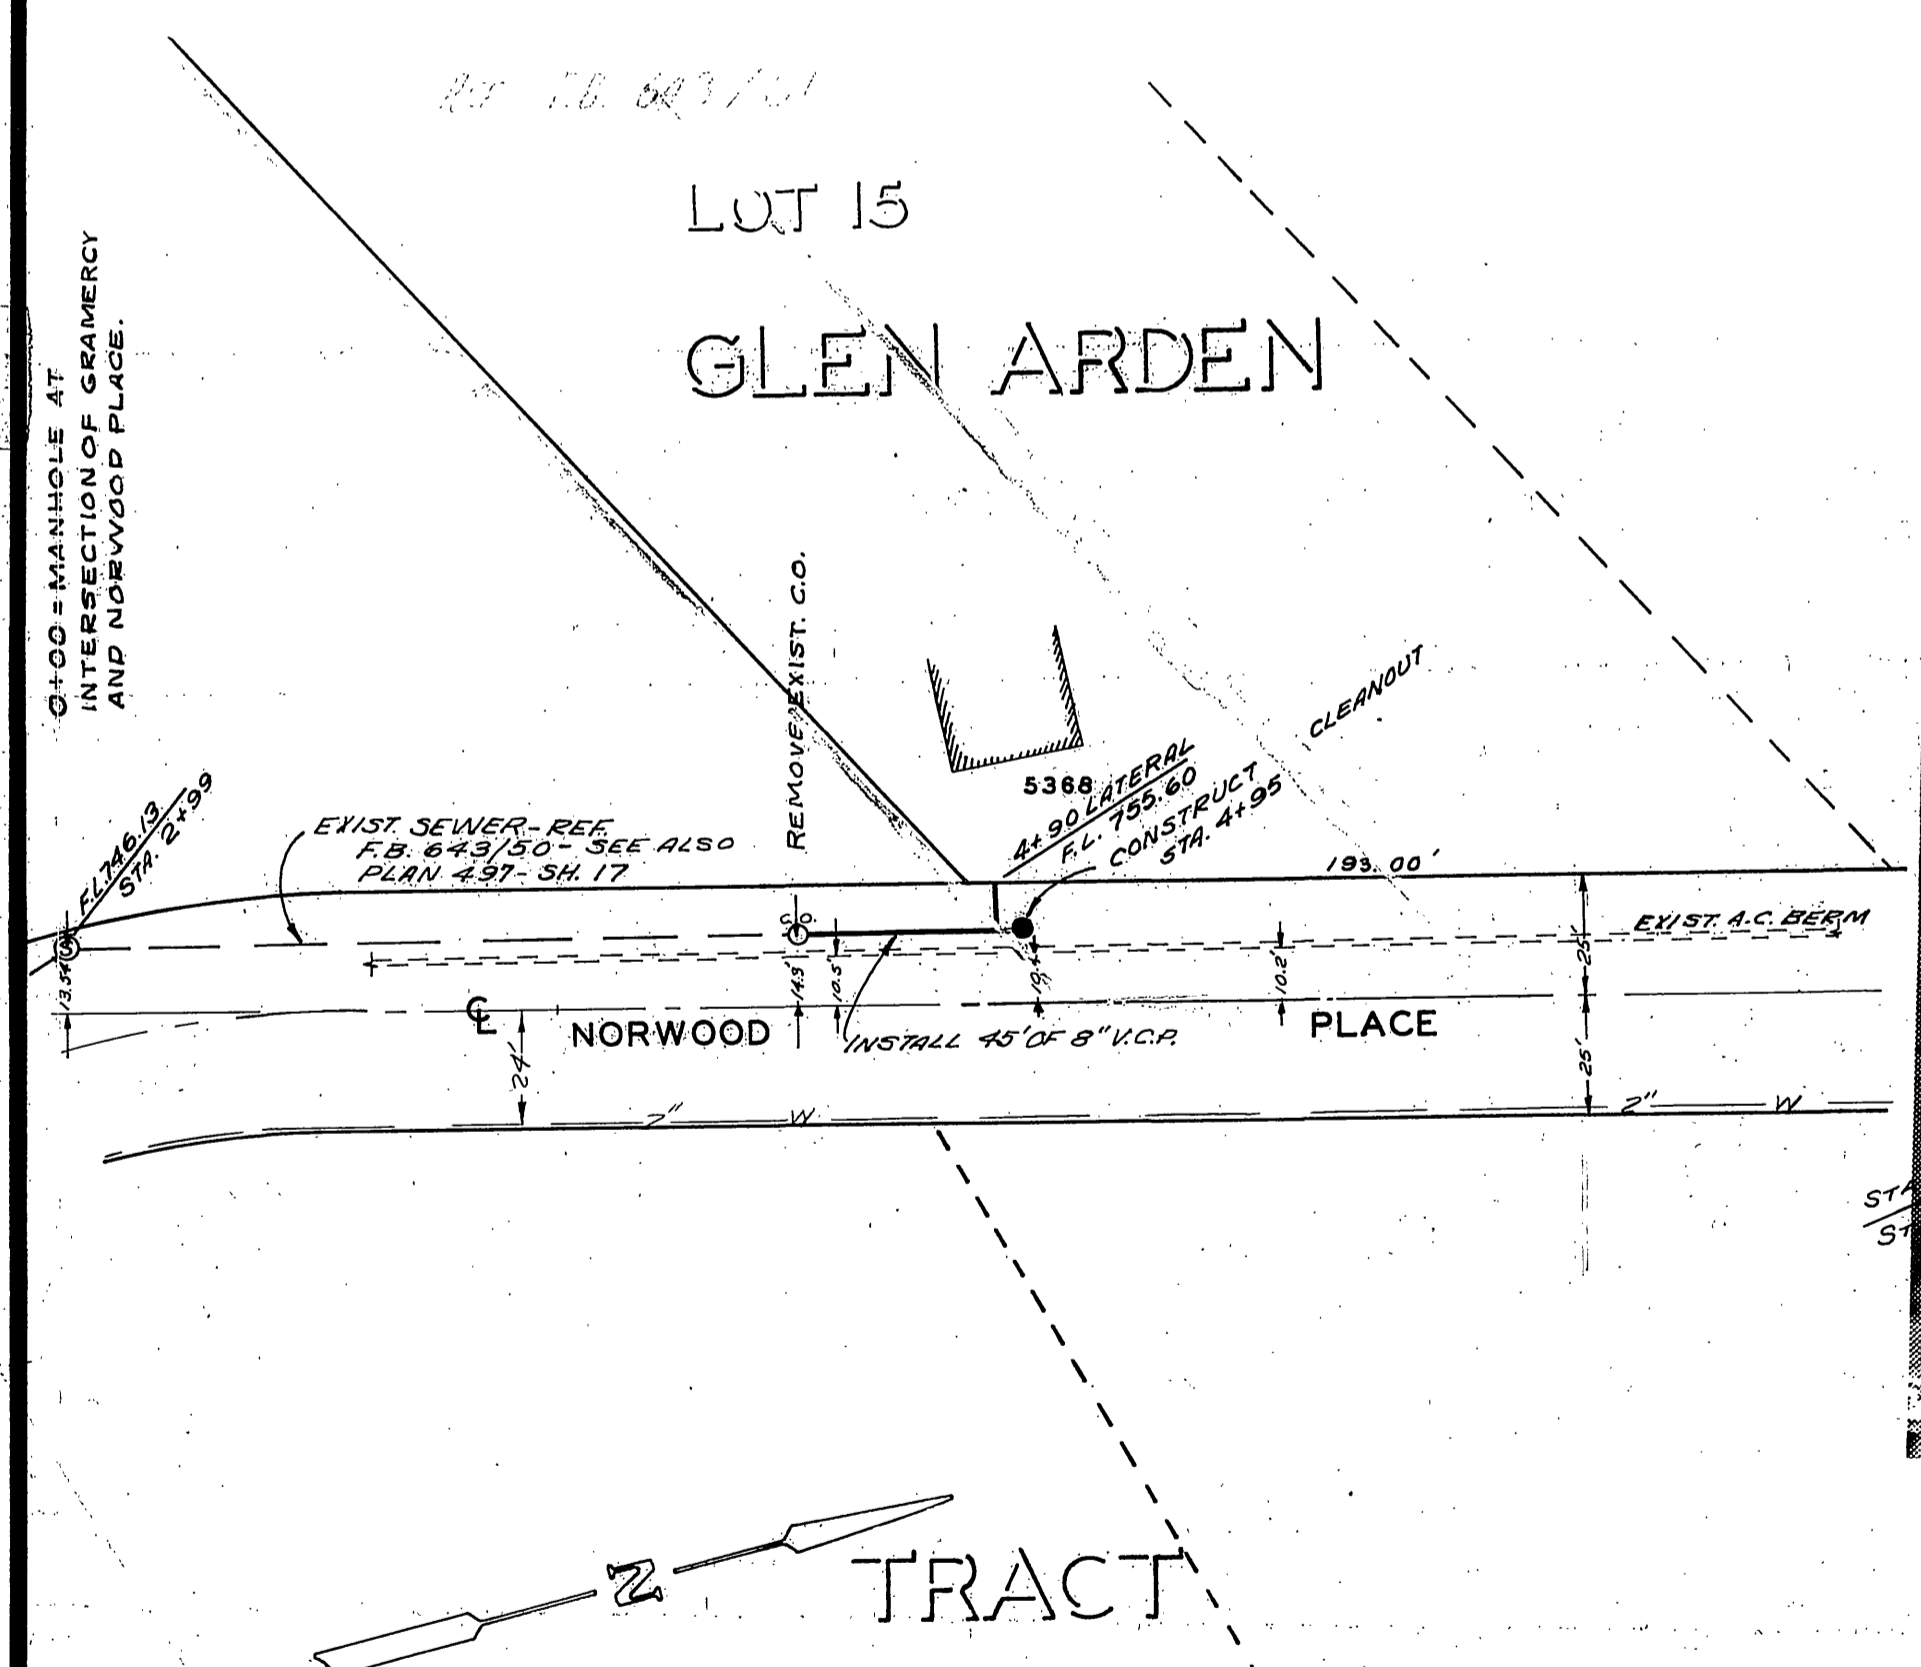 LOT 15
GLEN ARDEN
0+00=MANHOLE AT
INTERSECTION OF GRAMERCY
AND NORWOOD PLACE.
REMOVE EXIST. C.O.
CLEANOUT
5368
4+90 LATERAL
F.L. 755.60
CONSTRUCT
STA. 4+95
F.L. 746.13
STA. 2+99
EXIST. SEWER-REF.
F.B. 643/50 - SEE ALSO
PLAN 497-SH. 17
193.00'
C.O.
EXIST. A.C. BERM
14.9'
10.5'
10.2'
25'
℄
NORWOOD
PLACE
INSTALL 45' OF 8" V.C.P.
24'
25'
2" W
2" W
TRACT
N